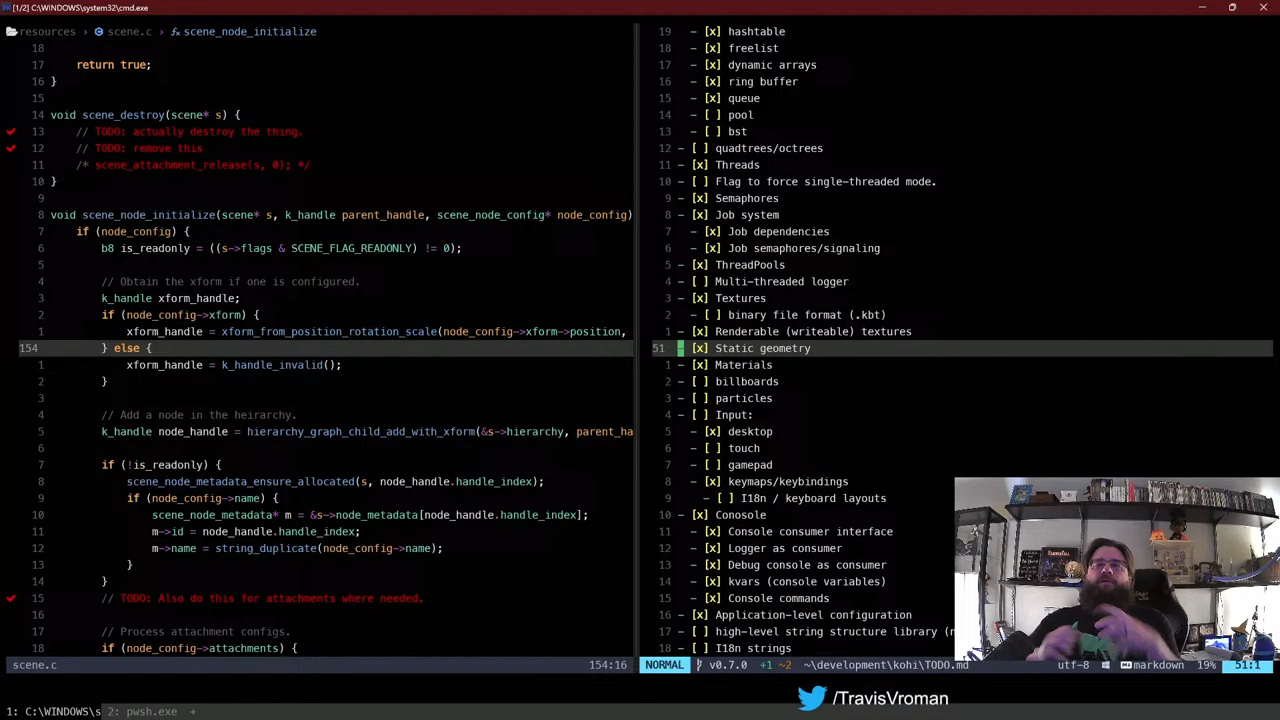 [1/2] C:\WINDOWS\system32\cmd.exe
resources > scene.c > scene_node_initialize
18
17 return true;
16 }
15
14 void scene_destroy(scene* s) {
13 // TODO: actually destroy the thing.
12 // TODO: remove this
11 /* scene_attachment_release(s, 0); */
10 }
9
8 void scene_node_initialize(scene* s, k_handle parent_handle, scene_node_config* node_config)
7 if (node_config) {
6 b8 is_readonly = ((s->flags & SCENE_FLAG_READONLY) != 0);
5
4 // Obtain the xform if one is configured.
3 k_handle xform_handle;
2 if (node_config->xform) {
1 xform_handle = xform_from_position_rotation_scale(node_config->xform->position,
154 } else {
1 xform_handle = k_handle_invalid();
2 }
3
4 // Add a node in the heirarchy.
5 k_handle node_handle = hierarchy_graph_child_add_with_xform(&s->hierarchy, parent_ha
6
7 if (!is_readonly) {
8 scene_node_metadata_ensure_allocated(s, node_handle.handle_index);
9 if (node_config->name) {
10 scene_node_metadata* m = &s->node_metadata[node_handle.handle_index];
11 m->id = node_handle.handle_index;
12 m->name = string_duplicate(node_config->name);
13 }
14 }
15 // TODO: Also do this for attachments where needed.
16
17 // Process attachment configs.
18 if (node_config->attachments) {
scene.c 154:16
19 - [x] hashtable
18 - [x] freelist
17 - [x] dynamic arrays
16 - [x] ring buffer
15 - [x] queue
14 - [ ] pool
13 - [ ] bst
12 - [ ] quadtrees/octrees
11 - [x] Threads
10 - [ ] Flag to force single-threaded mode.
9 - [x] Semaphores
8 - [x] Job system
7 - [x] Job dependencies
6 - [x] Job semaphores/signaling
5 - [x] ThreadPools
4 - [ ] Multi-threaded logger
3 - [x] Textures
2 - [ ] binary file format (.kbt)
1 - [x] Renderable (writeable) textures
51 - [x] Static geometry
1 - [x] Materials
2 - [ ] billboards
3 - [ ] particles
4 - [ ] Input:
5 - [x] desktop
6 - [ ] touch
7 - [ ] gamepad
8 - [x] keymaps/keybindings
9 - [ ] I18n / keyboard layouts
10 - [x] Conosole
11 - [x] Console consumer interface
12 - [x] Logger as consumer
13 - [x] Debug console as consumer
14 - [x] kvars (console variables)
15 - [x] Console commands
16 - [x] Application-level configuration
17 - [ ] high-level string structure library (n
18 - [ ] I18n strings
NORMAL v0.7.0 +1 ~2 ~\development\kohi\TODO.md utf-8 markdown 19% 51:1
/TravisVroman
1: C:\WINDOWS\s 2: pwsh.exe +